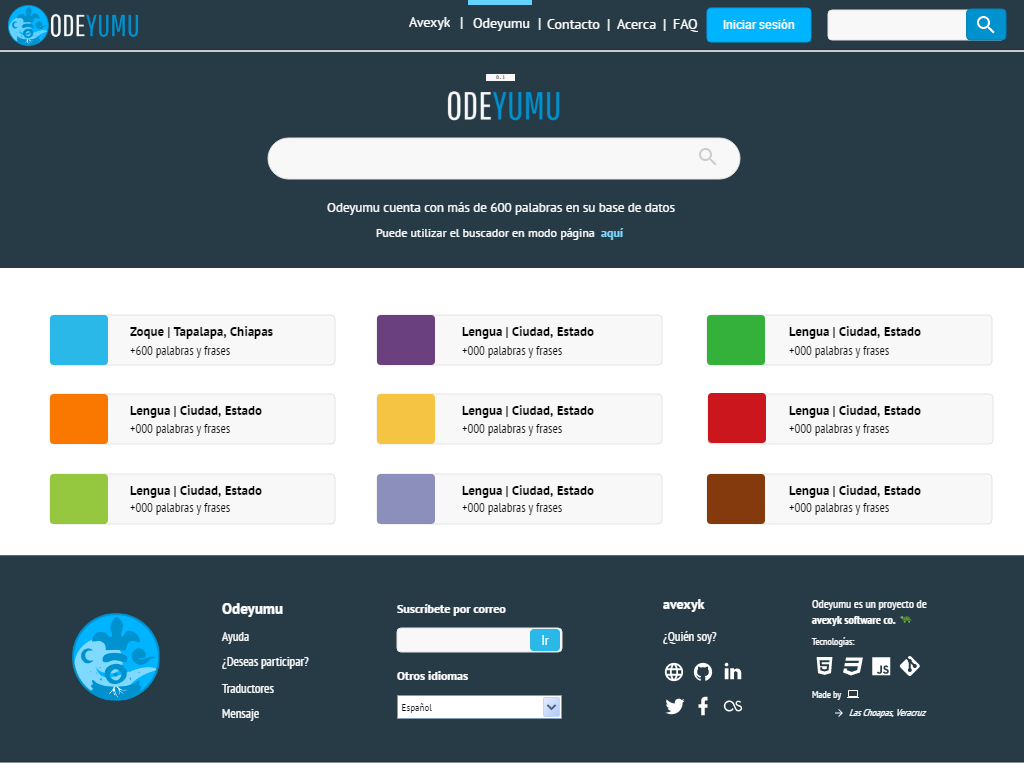 ODEYUMU
Avexyk | Odeyumu | Contacto | Acerca | FAQ
Iniciar sesión
0.1
ODEYUMU
Odeyumu cuenta con más de 600 palabras en su base de datos
Puede utilizar el buscador en modo página aquí
Zoque | Tapalapa, Chiapas
+600 palabras y frases
Lengua | Ciudad, Estado
+000 palabras y frases
Lengua | Ciudad, Estado
+000 palabras y frases
Lengua | Ciudad, Estado
+000 palabras y frases
Lengua | Ciudad, Estado
+000 palabras y frases
Lengua | Ciudad, Estado
+000 palabras y frases
Lengua | Ciudad, Estado
+000 palabras y frases
Lengua | Ciudad, Estado
+000 palabras y frases
Lengua | Ciudad, Estado
+000 palabras y frases
Odeyumu
Ayuda
¿Deseas participar?
Traductores
Mensaje
Suscríbete por correo
Ir
Otros idiomas
Español
avexyk
¿Quién soy?
Odeyumu es un proyecto de
avexyk software co.
Tecnologías:
JS
Made by
Las Choapas, Veracruz